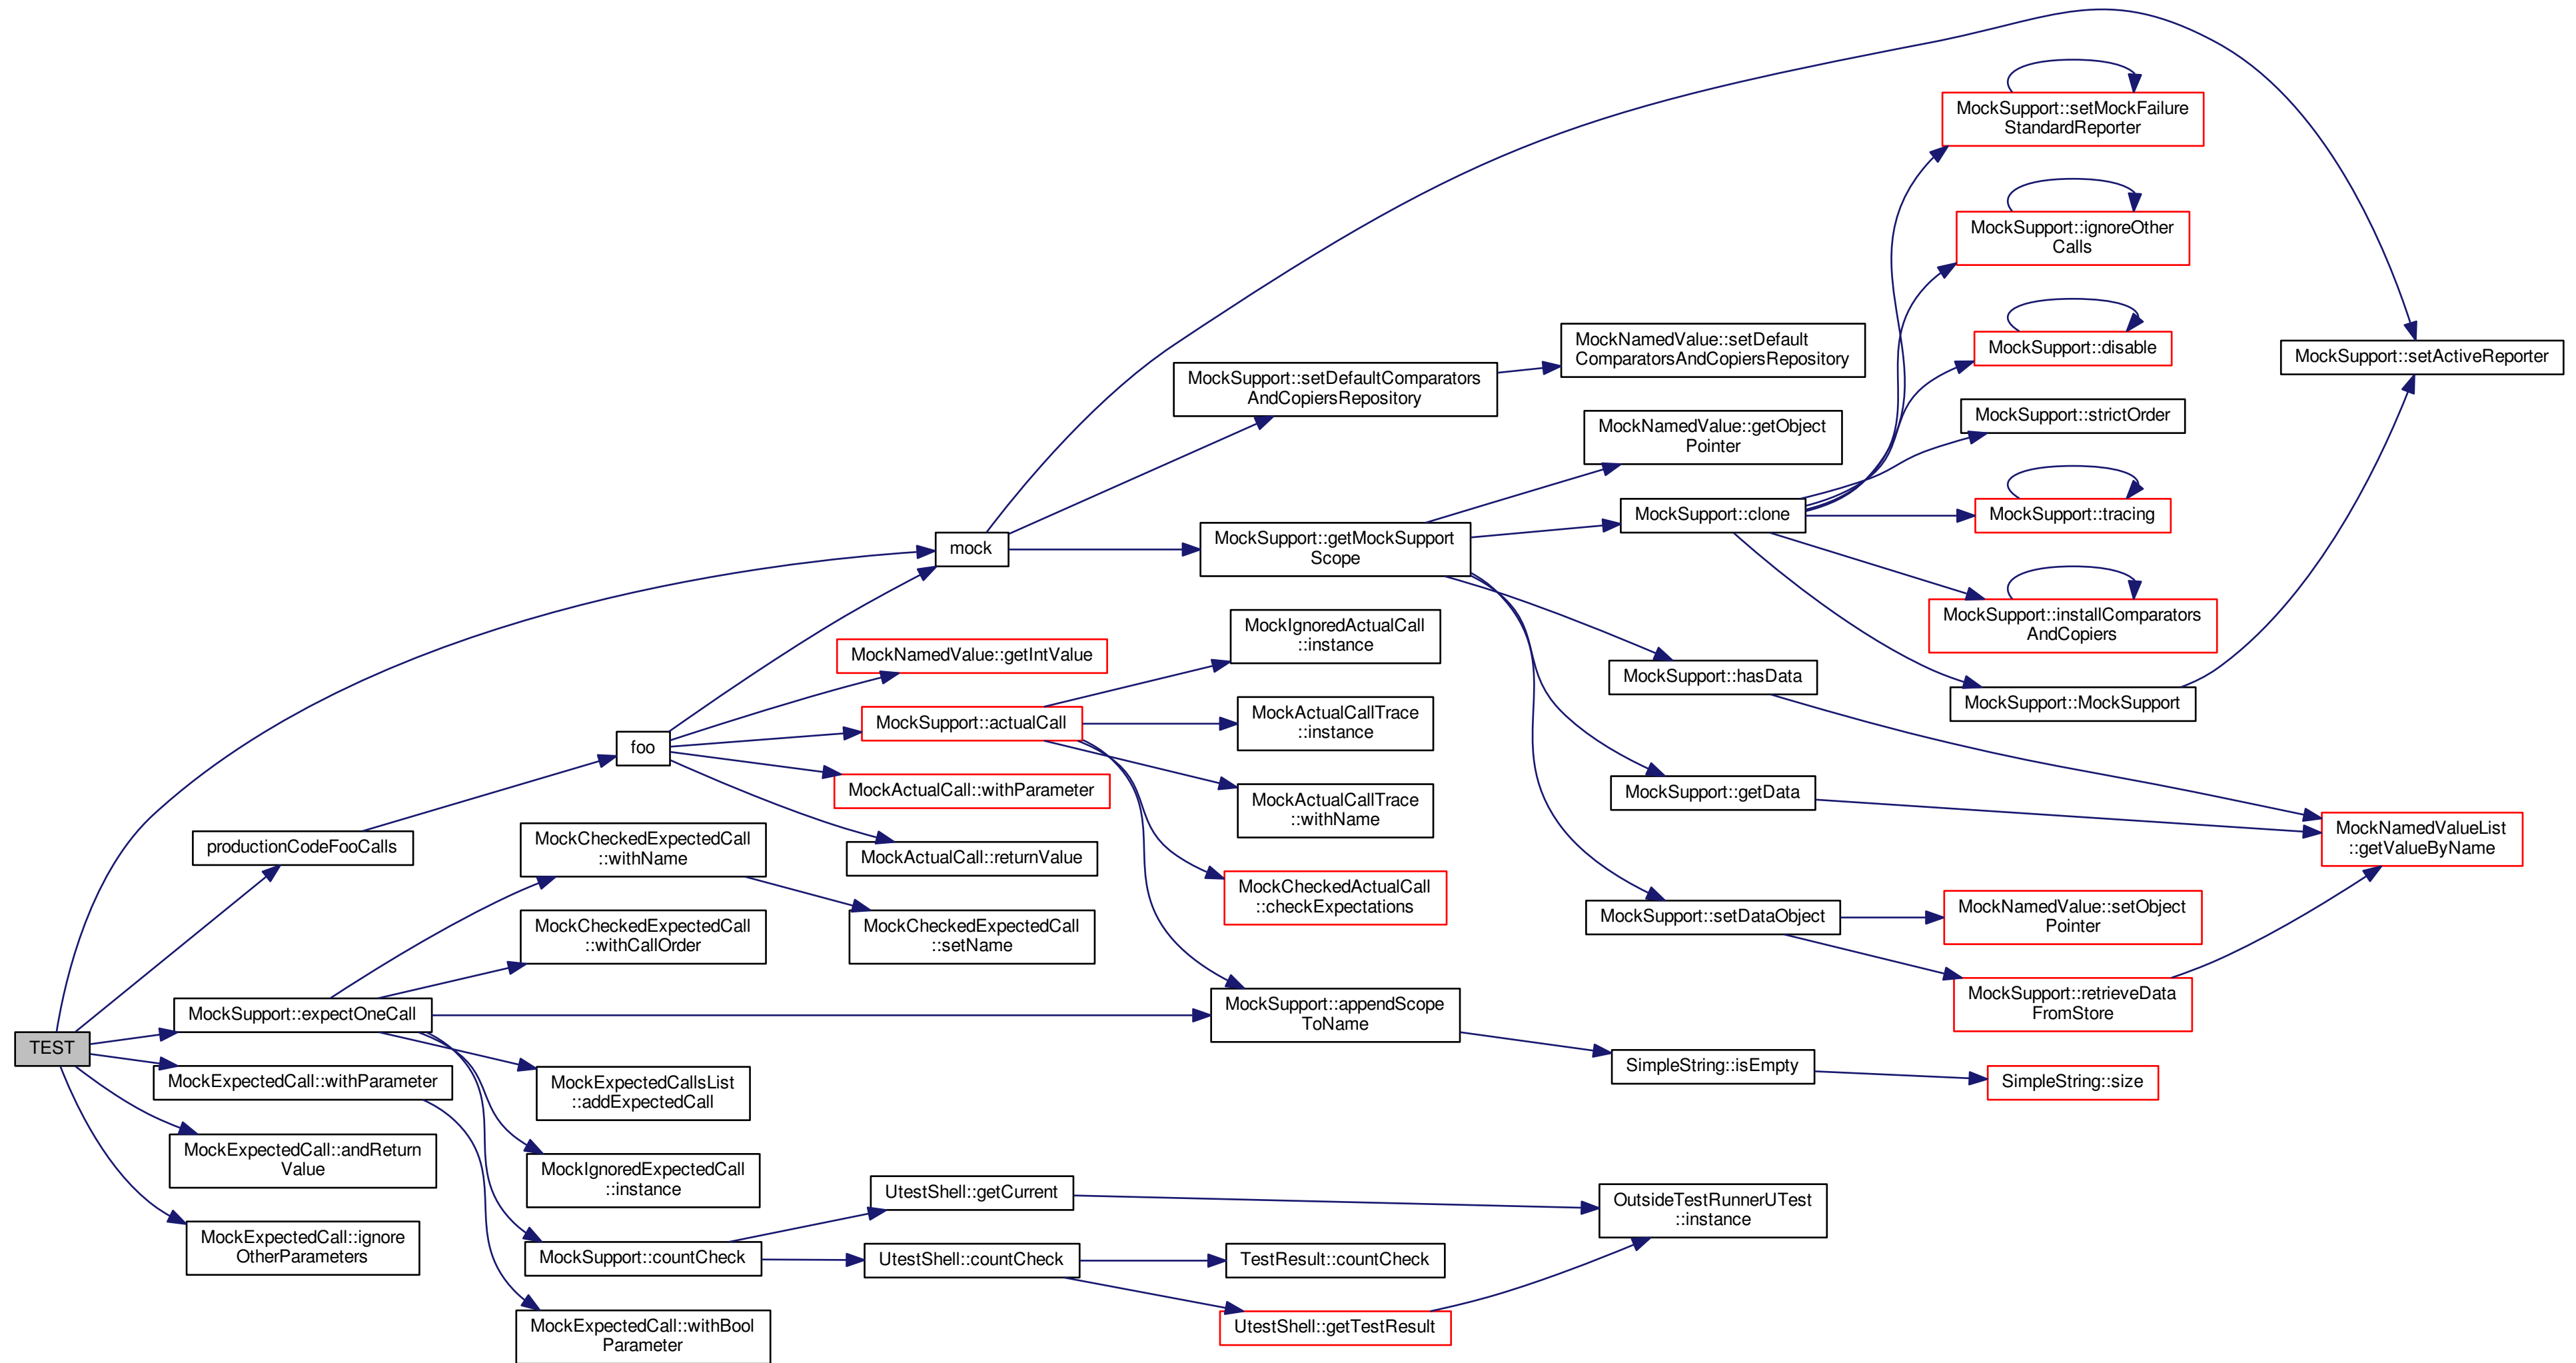 TEST
mock
productionCodeFooCalls
foo
MockSupport::expectOneCall
MockExpectedCall::withParameter
MockExpectedCall::andReturn
Value
MockExpectedCall::ignore
OtherParameters
MockCheckedExpectedCall
::withName
MockCheckedExpectedCall
::withCallOrder
MockExpectedCallsList
::addExpectedCall
MockIgnoredExpectedCall
::instance
MockSupport::countCheck
MockExpectedCall::withBool
Parameter
MockNamedValue::getIntValue
MockSupport::actualCall
MockActualCall::withParameter
MockActualCall::returnValue
MockCheckedExpectedCall
::setName
UtestShell::getCurrent
UtestShell::countCheck
MockSupport::setDefaultComparators
AndCopiersRepository
MockSupport::getMockSupport
Scope
MockIgnoredActualCall
::instance
MockActualCallTrace
::instance
MockActualCallTrace
::withName
MockCheckedActualCall
::checkExpectations
MockSupport::appendScope
ToName
TestResult::countCheck
UtestShell::getTestResult
MockNamedValue::setDefault
ComparatorsAndCopiersRepository
MockNamedValue::getObject
Pointer
MockSupport::clone
MockSupport::hasData
MockSupport::getData
MockSupport::setDataObject
SimpleString::isEmpty
OutsideTestRunnerUTest
::instance
MockSupport::setMockFailure
StandardReporter
MockSupport::ignoreOther
Calls
MockSupport::disable
MockSupport::strictOrder
MockSupport::tracing
MockSupport::installComparators
AndCopiers
MockSupport::MockSupport
MockNamedValue::setObject
Pointer
MockSupport::retrieveData
FromStore
SimpleString::size
MockSupport::setActiveReporter
MockNamedValueList
::getValueByName